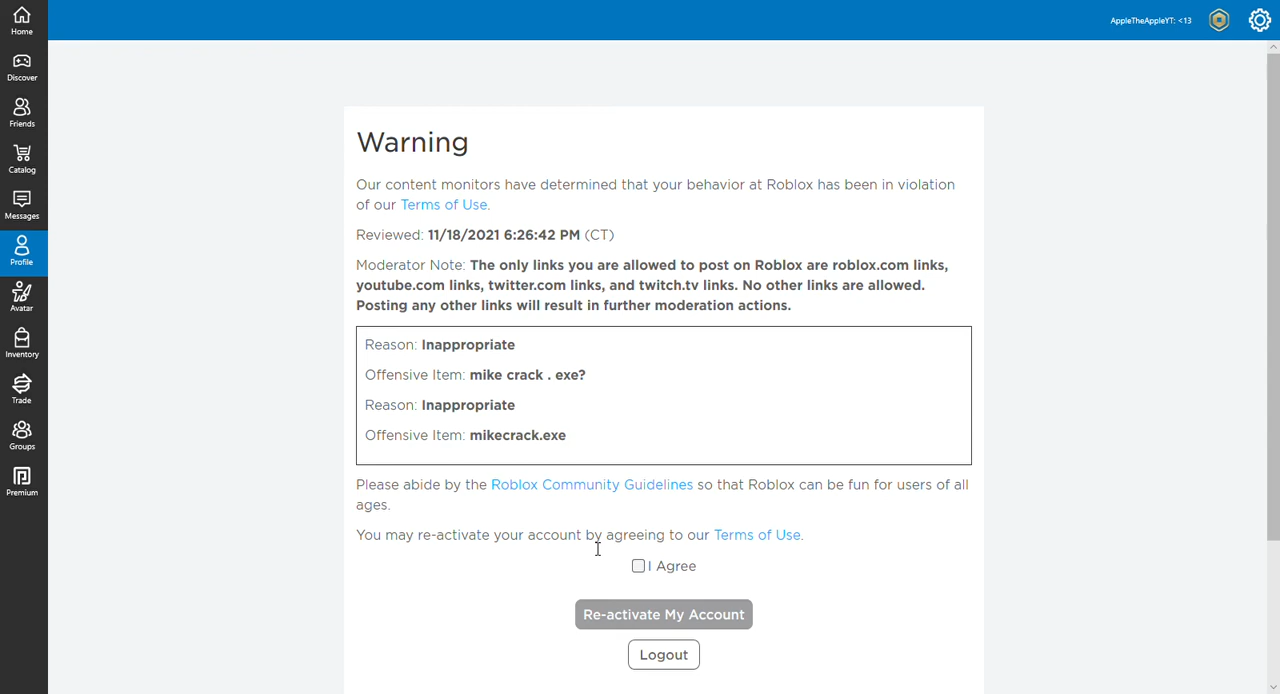 AppleTheAppleYT: <13
Home
Discover
Friends
Catalog
Messages
Profile
Avatar
Inventory
Trade
Groups
Premium
Warning
Our content monitors have determined that your behavior at Roblox has been in violation
of our Terms of Use.
Reviewed: 11/18/2021 6:26:42 PM (CT)
Moderator Note: The only links you are allowed to post on Roblox are roblox.com links,
youtube.com links, twitter.com links, and twitch.tv links. No other links are allowed.
Posting any other links will result in further moderation actions.
Reason: Inappropriate
Offensive Item: mike crack . exe?
Reason: Inappropriate
Offensive Item: mikecrack.exe
Please abide by the Roblox Community Guidelines so that Roblox can be fun for users of all
ages.
You may re-activate your account by agreeing to our Terms of Use.
I Agree
Re-activate My Account
Logout